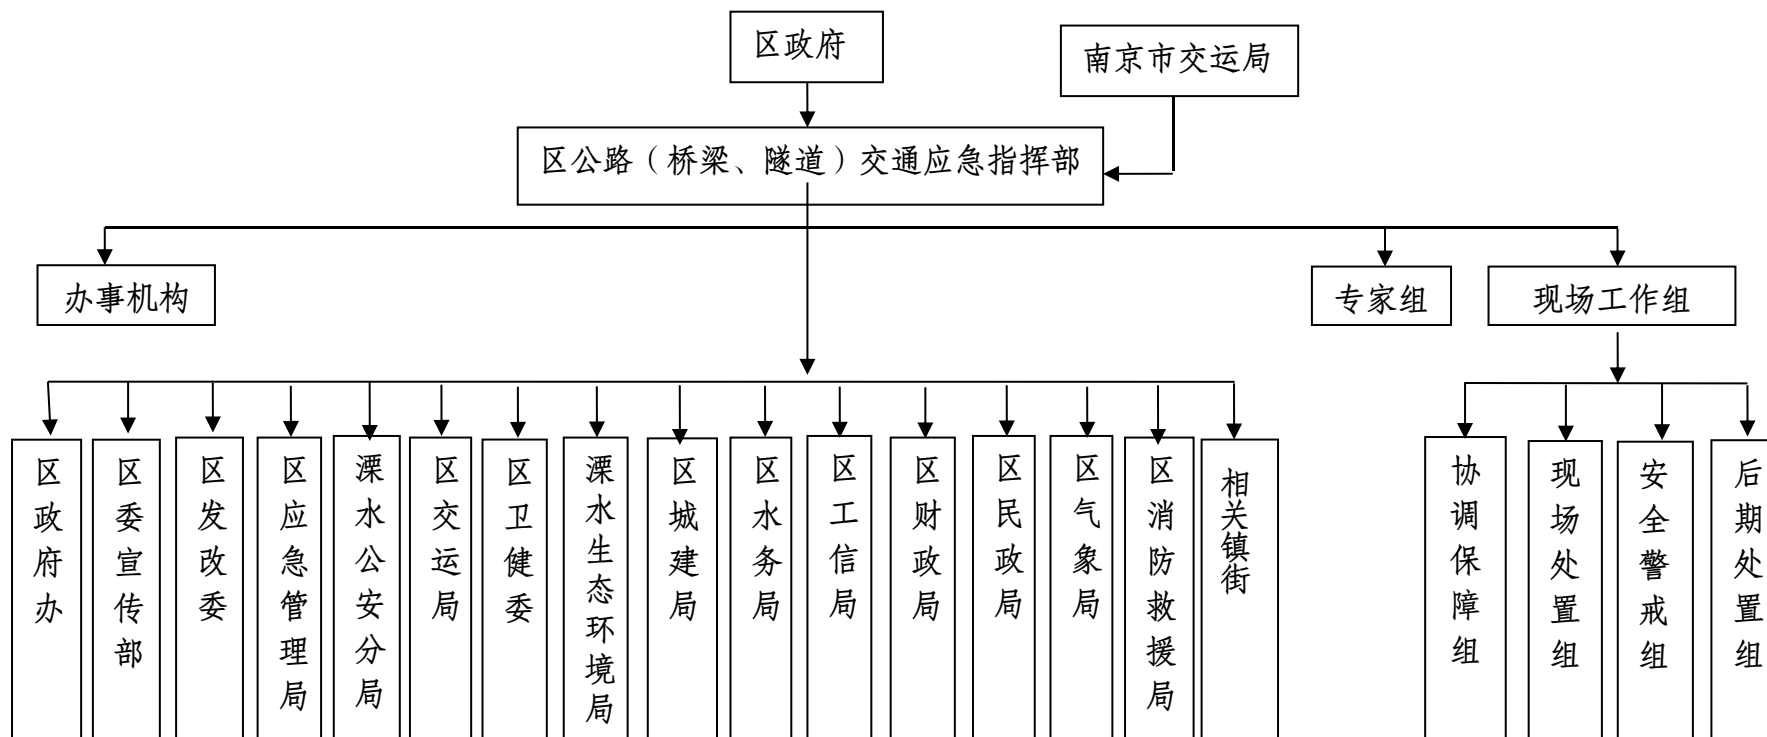 区政府
南京市交运局
区公路（桥梁、隧道）交通应急指挥部
办事机构
专家组
现场工作组
区政府办
区委宣传部
区发改委
区应急管理局
溧水公安分局
区交运局
区卫健委
溧水生态环境局
区城建局
区水务局
区工信局
区财政局
区民政局
区气象局
区消防救援局
相关镇街
协调保障组
现场处置组
安全警戒组
后期处置组